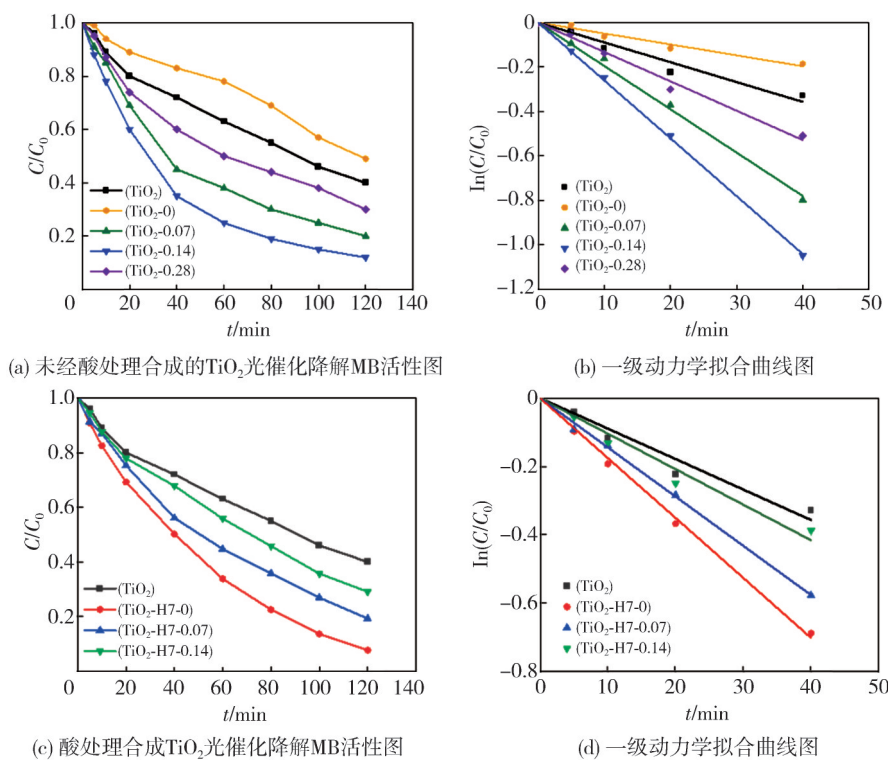 C/C₀
1.0
0.8
0.6
0.4
0.2
0
20
40
60
80
100
120
140
t/min
(TiO₂)
(TiO₂-0)
(TiO₂-0.07)
(TiO₂-0.14)
(TiO₂-0.28)
(a) 未经酸处理合成的TiO₂光催化降解MB活性图
In(C/C₀)
0
−0.2
−0.4
−0.6
−0.8
−1.0
−1.2
0
10
20
30
40
50
t/min
(TiO₂)
(TiO₂-0)
(TiO₂-0.07)
(TiO₂-0.14)
(TiO₂-0.28)
(b) 一级动力学拟合曲线图
C/C₀
1.0
0.8
0.6
0.4
0.2
0
20
40
60
80
100
120
140
t/min
(TiO₂)
(TiO₂-H7-0)
(TiO₂-H7-0.07)
(TiO₂-H7-0.14)
(c) 酸处理合成TiO₂光催化降解MB活性图
In(C/C₀)
0
−0.2
−0.4
−0.6
−0.8
0
10
20
30
40
50
t/min
(TiO₂)
(TiO₂-H7-0)
(TiO₂-H7-0.07)
(TiO₂-H7-0.14)
(d) 一级动力学拟合曲线图